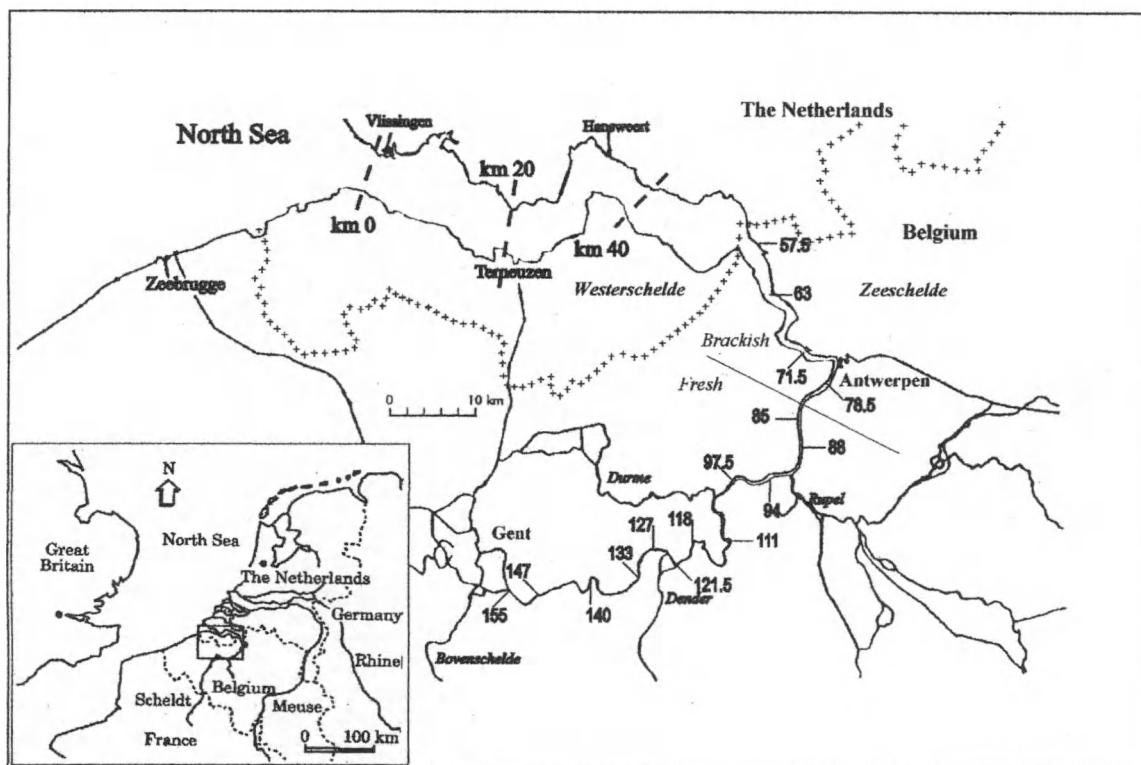 The Netherlands
Vlissingen
North Sea
Hansweert
km 20
km 0
km 40
Belgium
57.5
Zeebrugge
Terneuzen
Westerschelde
63
Zeeschelde
Brackish
Fresh
71.5
Antwerpen
78.5
0 10 km
85
88
97.5
Durme
94
Rupel
Gent
127
118
111
133
147
121.5
155
140
Dender
Bovenschelde
N
North Sea
Great
Britain
The Netherlands
Germany
Rhine
Belgium
Scheldt
Meuse
France
0 100 km